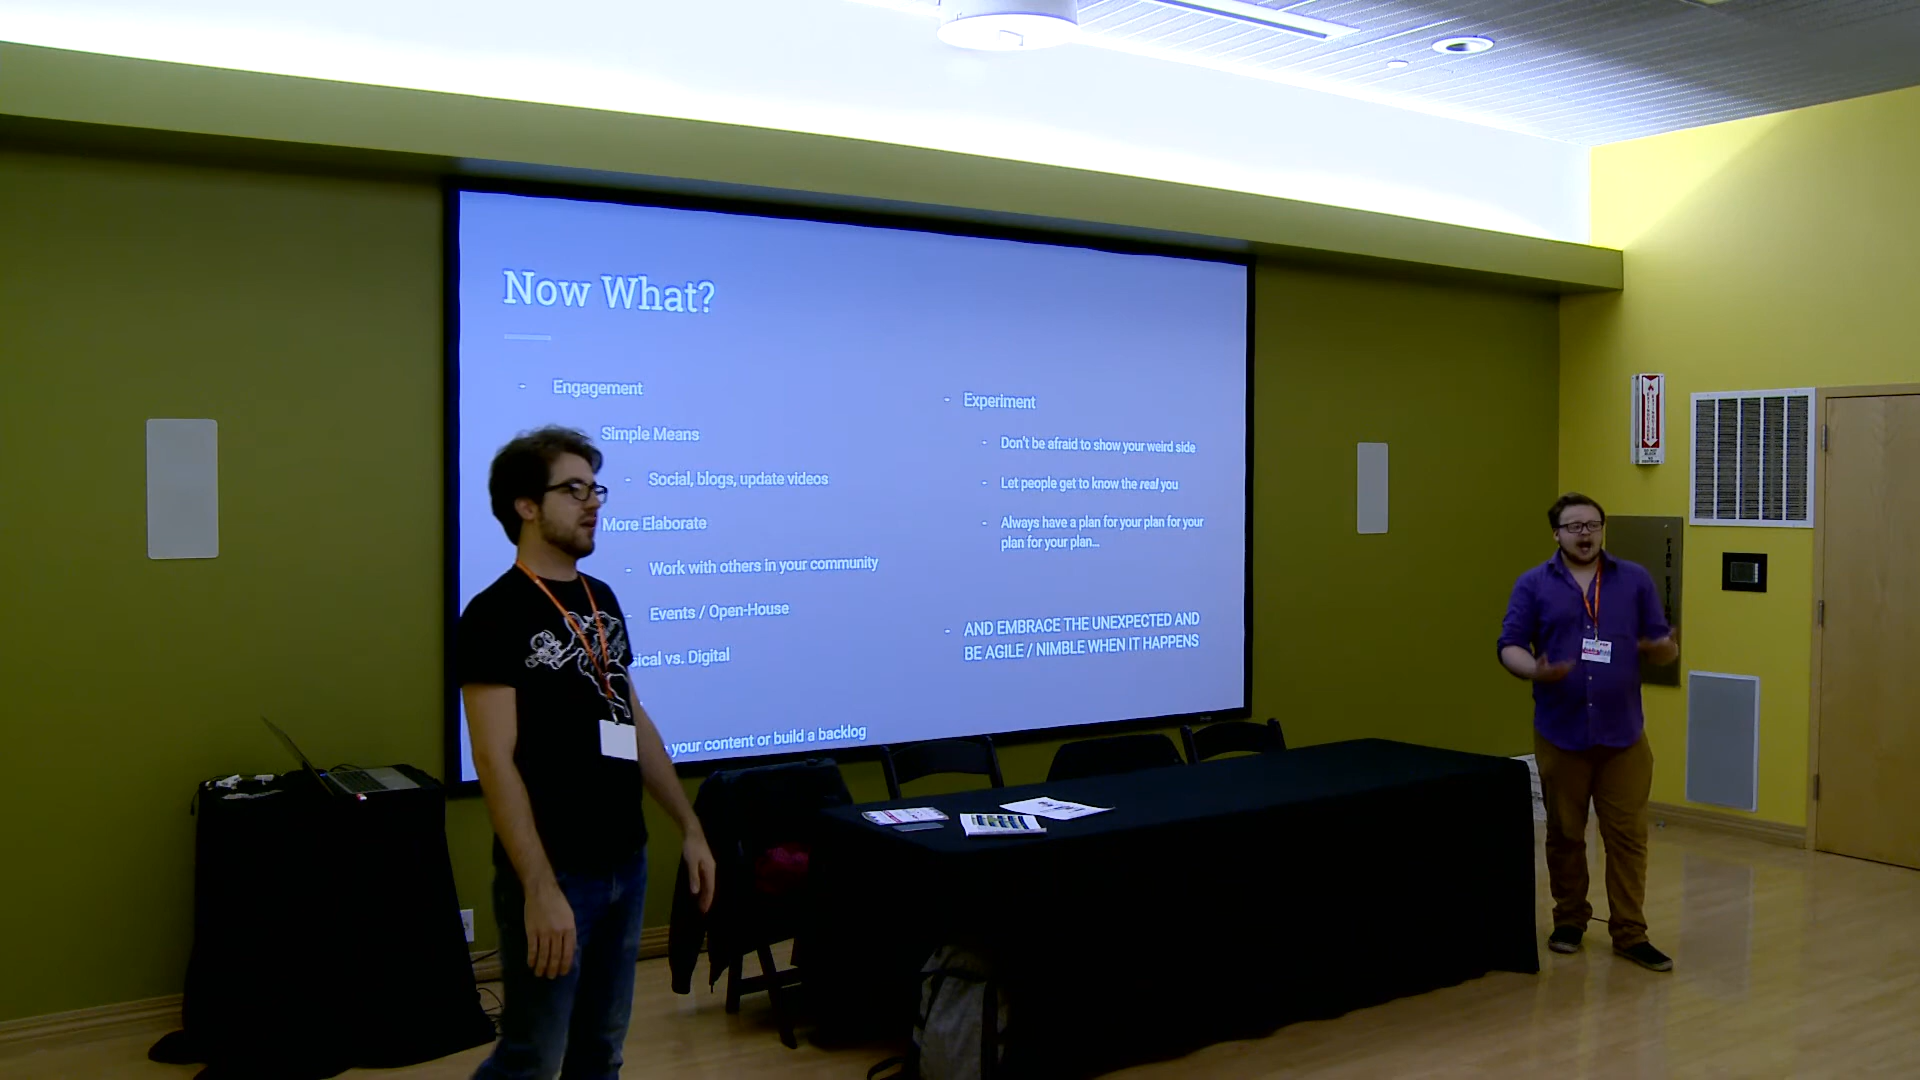 Now What?
- Engagement
Simple Means
- Social, blogs, update videos
More Elaborate
- Work with others in your community
- Events / Open-House
sical vs. Digital
your content or build a backlog
- Experiment
- Don't be afraid to show your weird side
- Let people get to know the real you
- Always have a plan for your plan for your
plan for your plan...
- AND EMBRACE THE UNEXPECTED AND
BE AGILE / NIMBLE WHEN IT HAPPENS
FIRE